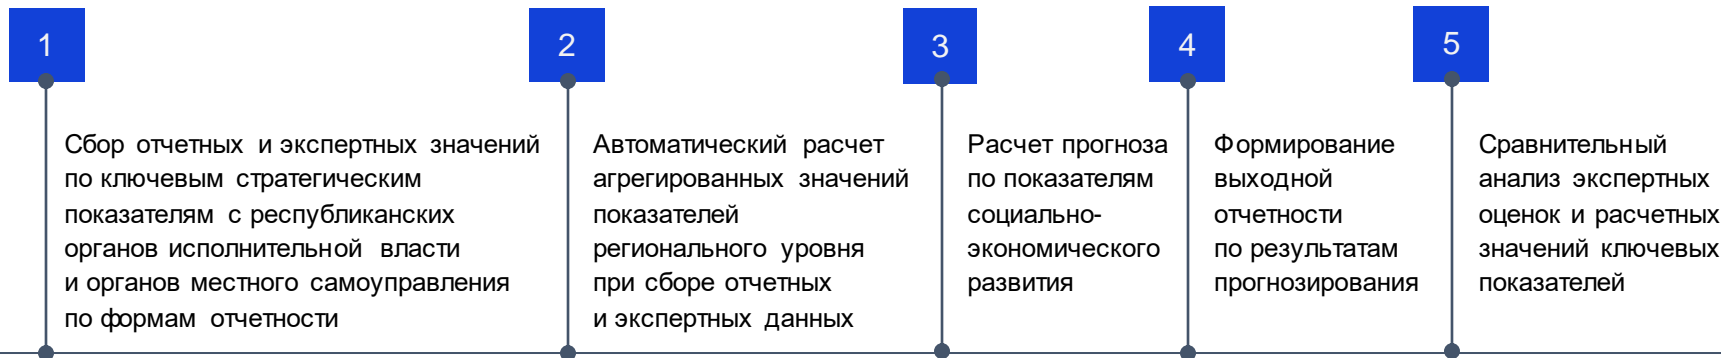 1
Сбор отчетных и экспертных значений
по ключевым стратегическим
показателям с республиканских
органов исполнительной власти
и органов местного самоуправления
по формам отчетности
2
Автоматический расчет
агрегированных значений
показателей
регионального уровня
при сборе отчетных
и экспертных данных
3
Расчет прогноза
по показателям
социально-
экономического
развития
4
Формирование
выходной
отчетности
по результатам
прогнозирования
5
Сравнительный
анализ экспертных
оценок и расчетных
значений ключевых
показателей